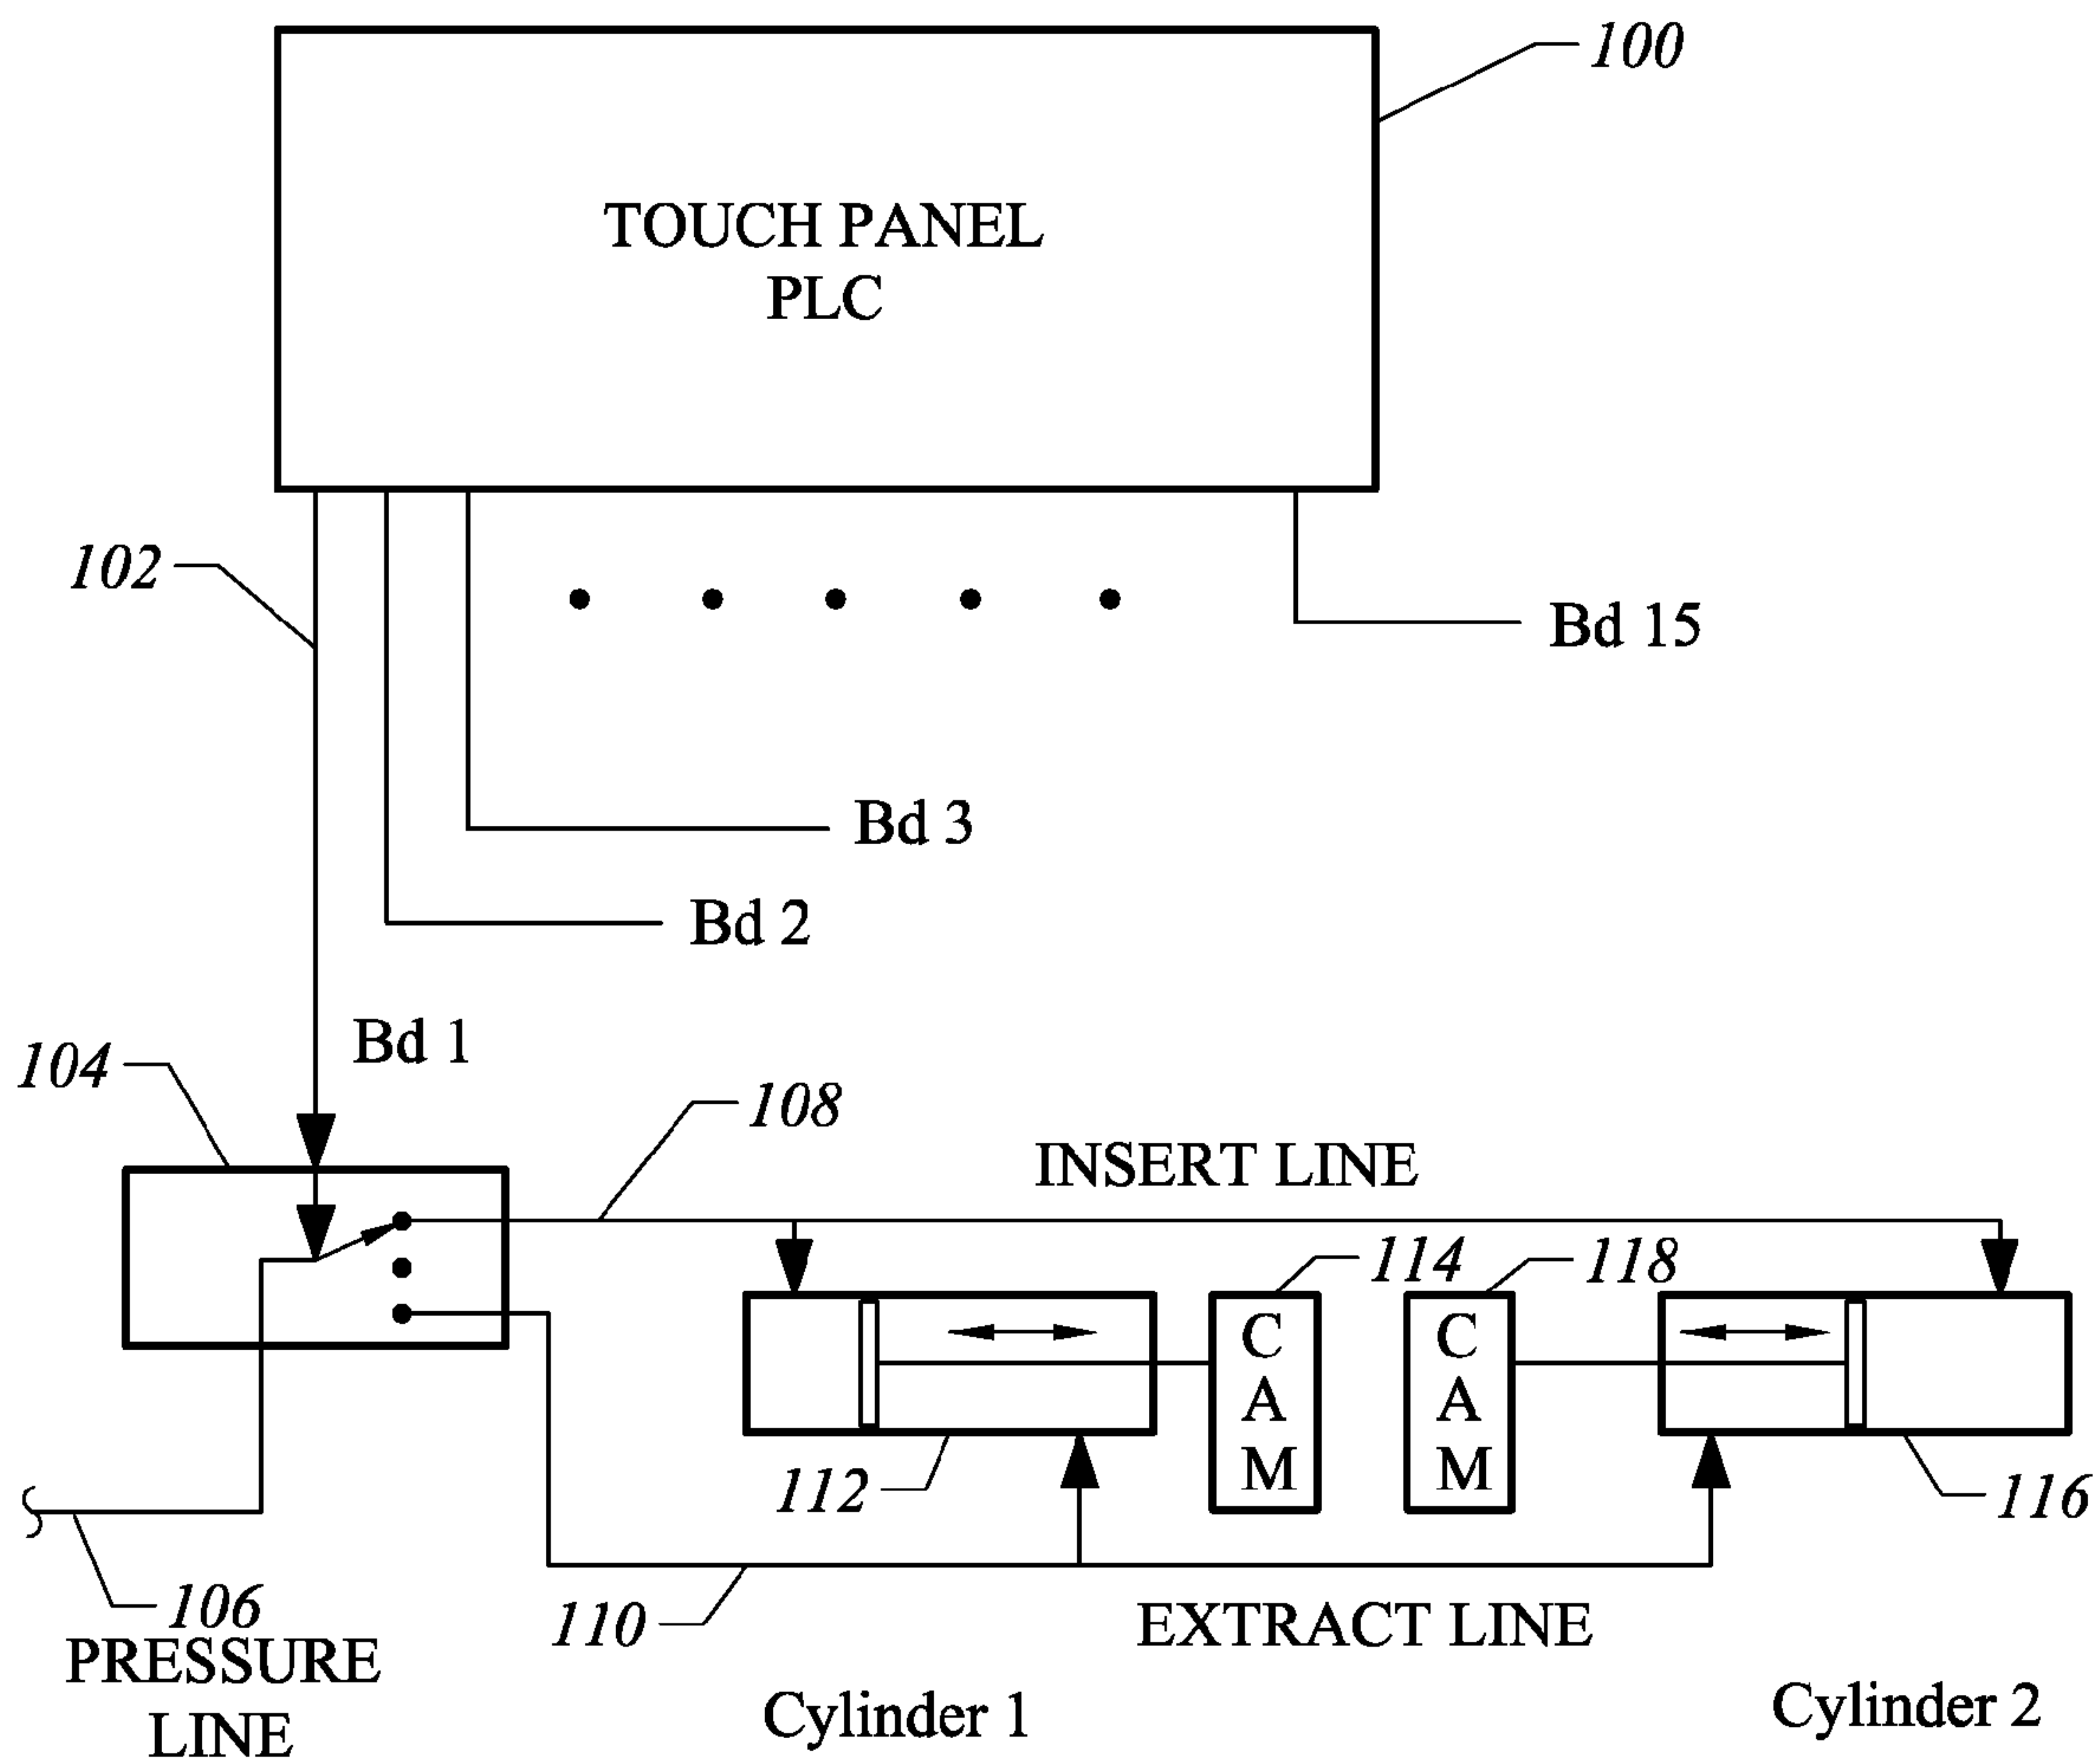 100
TOUCH PANEL
PLC
102
Bd 15
Bd 3
Bd 2
Bd 1
104
108
INSERT LINE
114
118
C
A
M
C
A
M
112
116
106
PRESSURE
LINE
110
EXTRACT LINE
Cylinder 1
Cylinder 2